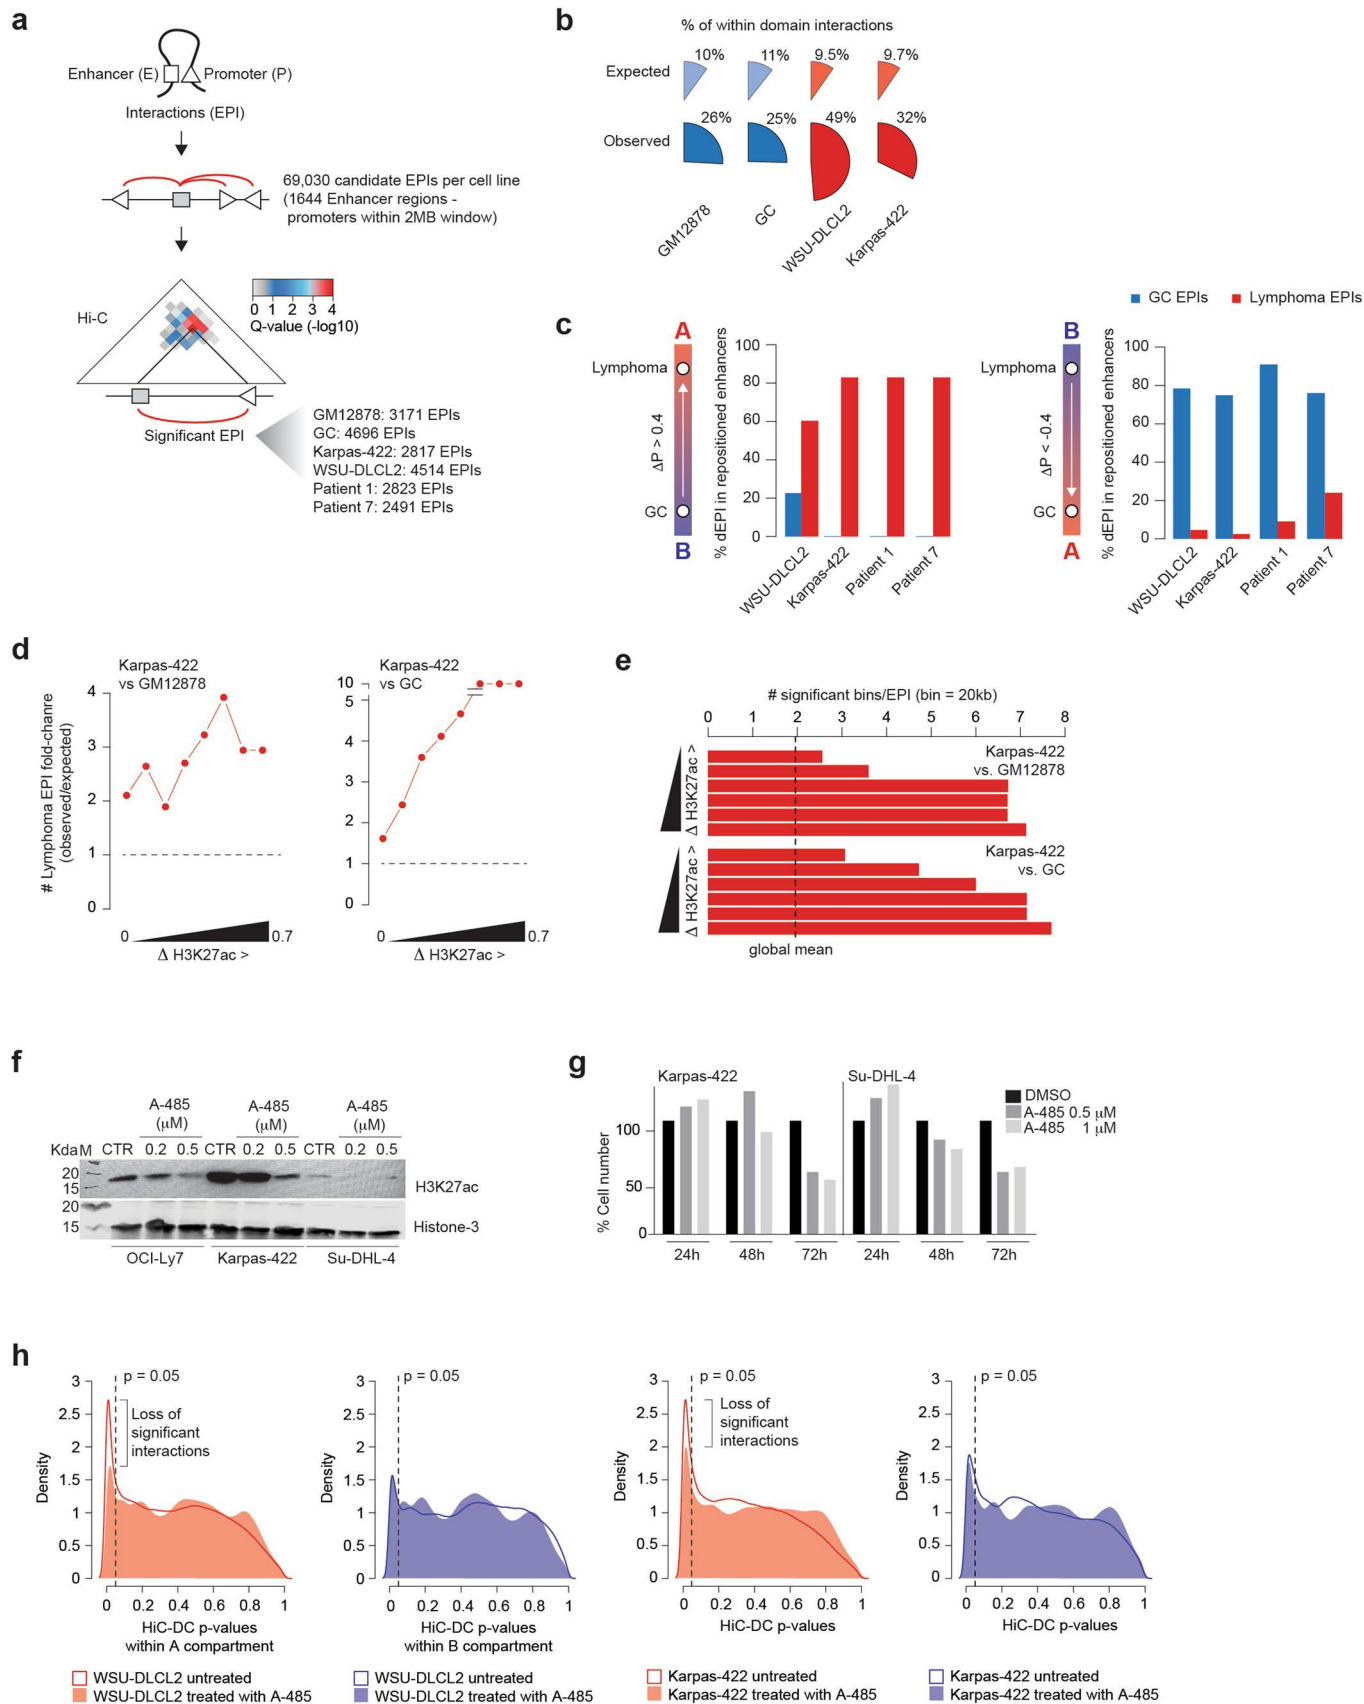 a
Enhancer (E)
Promoter (P)
Interactions (EPI)
69,030 candidate EPIs per cell line
(1644 Enhancer regions -
promoters within 2MB window)
Hi-C
0 1 2 3 4
Q-value (-log10)
Significant EPI
GM12878: 3171 EPIs
GC: 4696 EPIs
Karpas-422: 2817 EPIs
WSU-DLCL2: 4514 EPIs
Patient 1: 2823 EPIs
Patient 7: 2491 EPIs
b
% of within domain interactions
Expected
10% 11% 9.5% 9.7%
Observed
26% 25% 49% 32%
GM12878
GC
WSU-DLCL2
Karpas-422
GC EPIs
Lymphoma EPIs
c
A
Lymphoma
ΔP > 0.4
GC
B
% dEPI in repositioned enhancers
100
80
60
40
20
0
WSU-DLCL2
Karpas-422
Patient 1
Patient 7
B
Lymphoma
ΔP < -0.4
GC
A
% dEPI in repositioned enhancers
100
80
60
40
20
0
WSU-DLCL2
Karpas-422
Patient 1
Patient 7
d
# Lymphoma EPI fold-chanre
(observed/expected)
Karpas-422
vs GM12878
4
3
2
1
0
0
0.7
Δ H3K27ac >
Karpas-422
vs GC
10
5
4
3
2
1
0
0
0.7
Δ H3K27ac >
e
# significant bins/EPI (bin = 20kb)
0 1 2 3 4 5 6 7 8
Δ H3K27ac >
Karpas-422
vs. GM12878
Δ H3K27ac >
Karpas-422
vs. GC
global mean
f
A-485
(µM)
A-485
(µM)
A-485
(µM)
Kda M CTR 0.2 0.5 CTR 0.2 0.5 CTR 0.2 0.5
20
15
H3K27ac
20
15
Histone-3
OCI-Ly7
Karpas-422
Su-DHL-4
g
Karpas-422
Su-DHL-4
DMSO
A-485 0.5 µM
A-485 1 µM
% Cell number
100
50
0
24h 48h 72h 24h 48h 72h
h
Density
3
2.5
2
1.5
1
0.5
0
p = 0.05
Loss of
significant
interactions
0 0.2 0.4 0.6 0.8 1
HiC-DC p-values
within A compartment
WSU-DLCL2 untreated
WSU-DLCL2 treated with A-485
Density
3
2.5
2
1.5
1
0.5
0
p = 0.05
0 0.2 0.4 0.6 0.8 1
HiC-DC p-values
within B compartment
WSU-DLCL2 untreated
WSU-DLCL2 treated with A-485
Density
3
2.5
2
1.5
1
0.5
0
p = 0.05
Loss of
significant
interactions
0 0.2 0.4 0.6 0.8 1
HiC-DC p-values
Karpas-422 untreated
Karpas-422 treated with A-485
Density
3
2.5
2
1.5
1
0.5
0
p = 0.05
0 0.2 0.4 0.6 0.8 1
HiC-DC p-values
Karpas-422 untreated
Karpas-422 treated with A-485